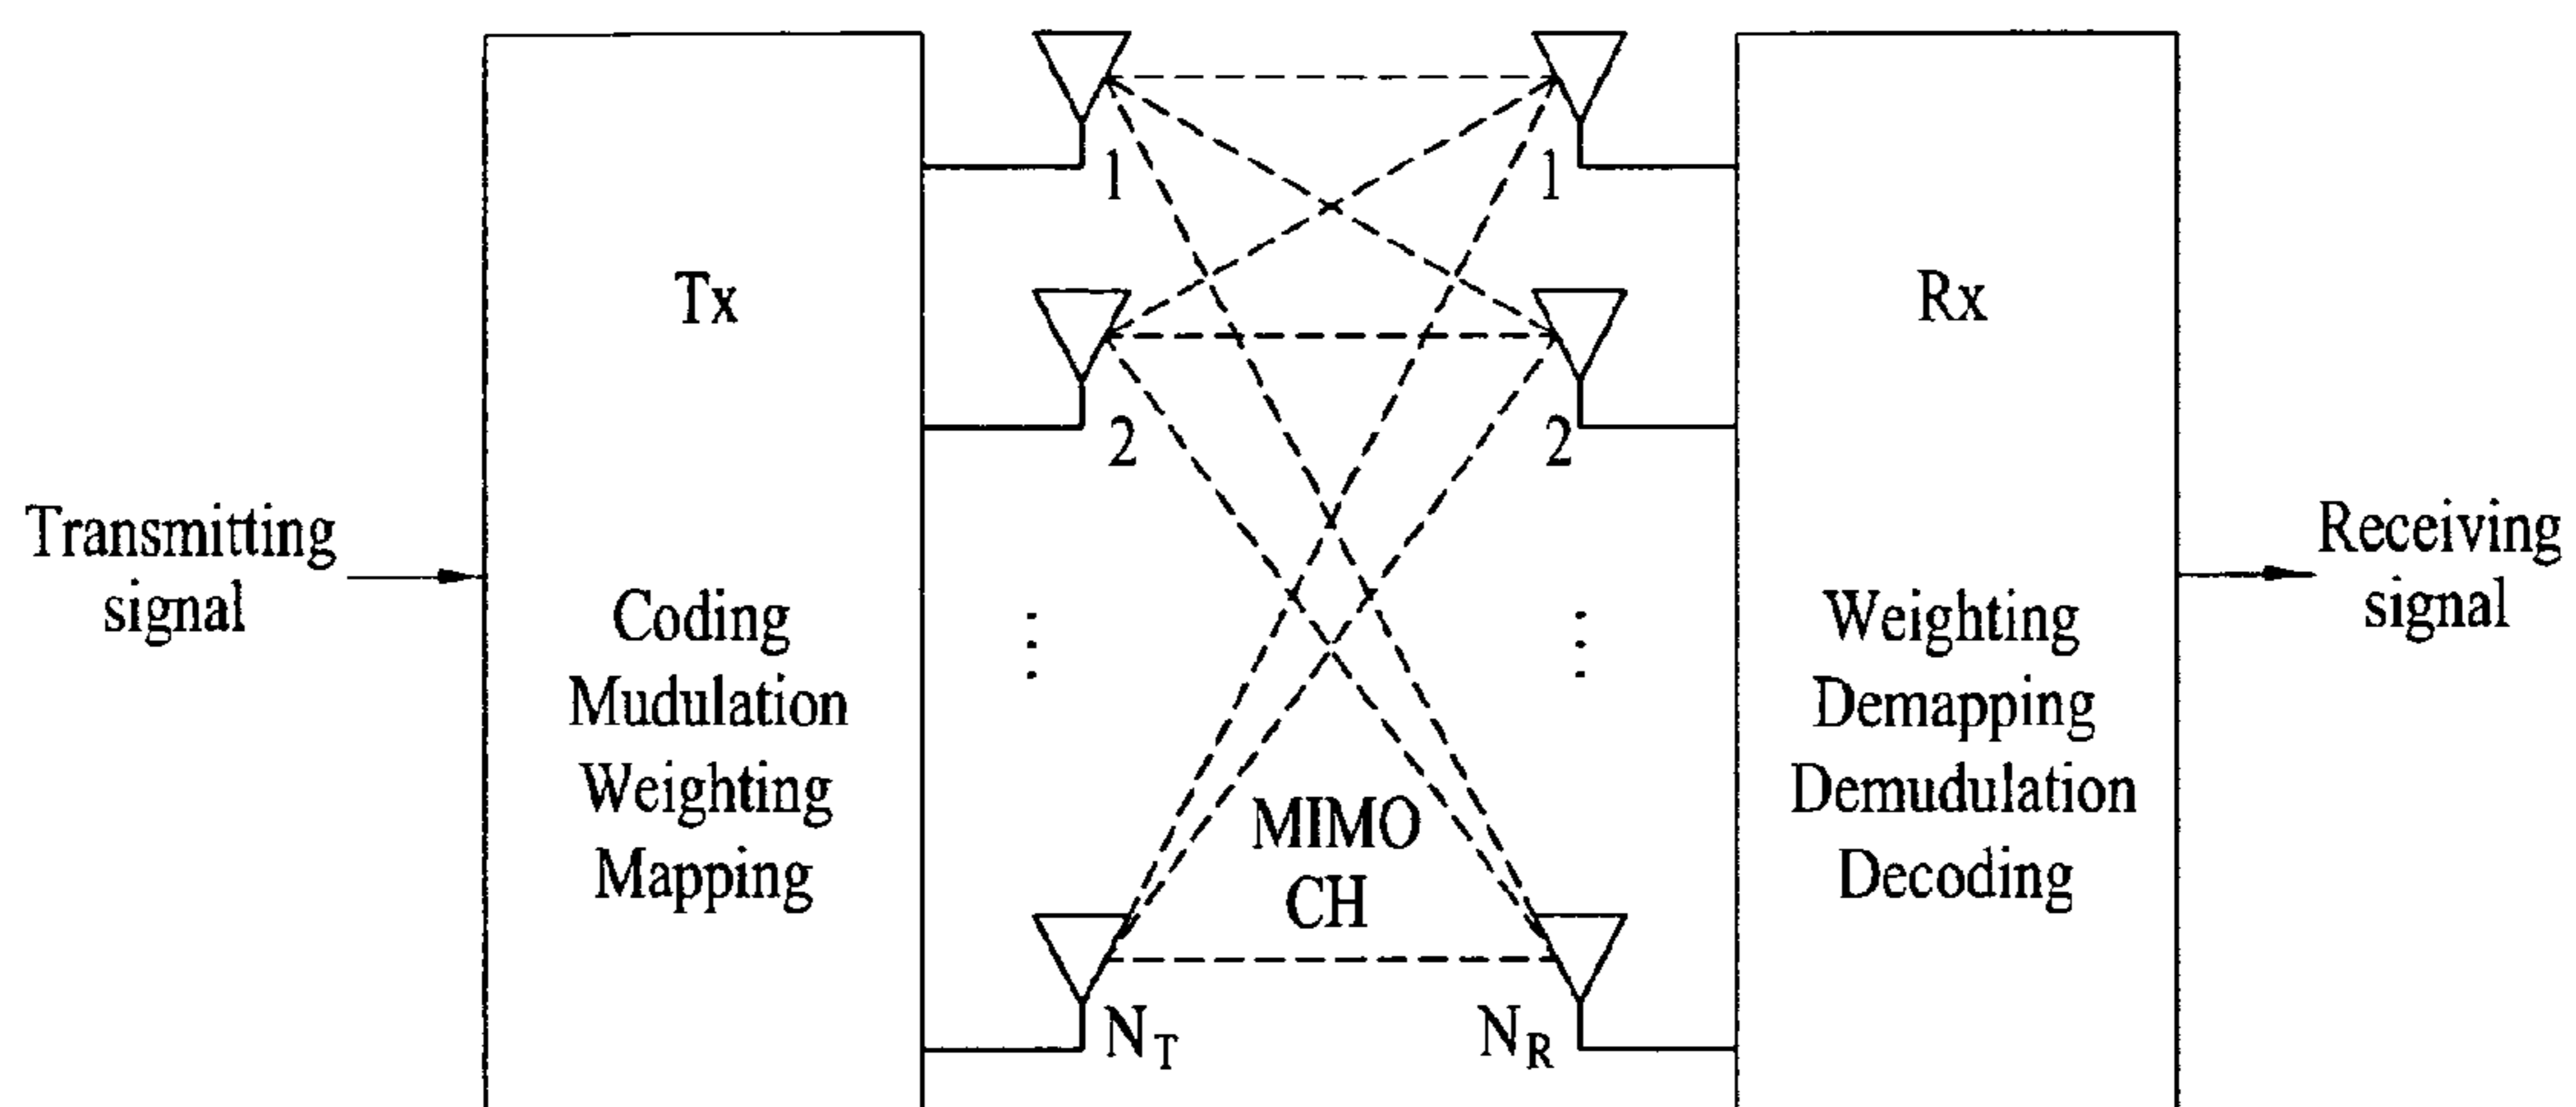 Transmitting
signal
Tx
Coding
Mudulation
Weighting
Mapping
1
2
N_T
MIMO
CH
1
2
N_R
Rx
Weighting
Demapping
Demudulation
Decoding
Receiving
signal